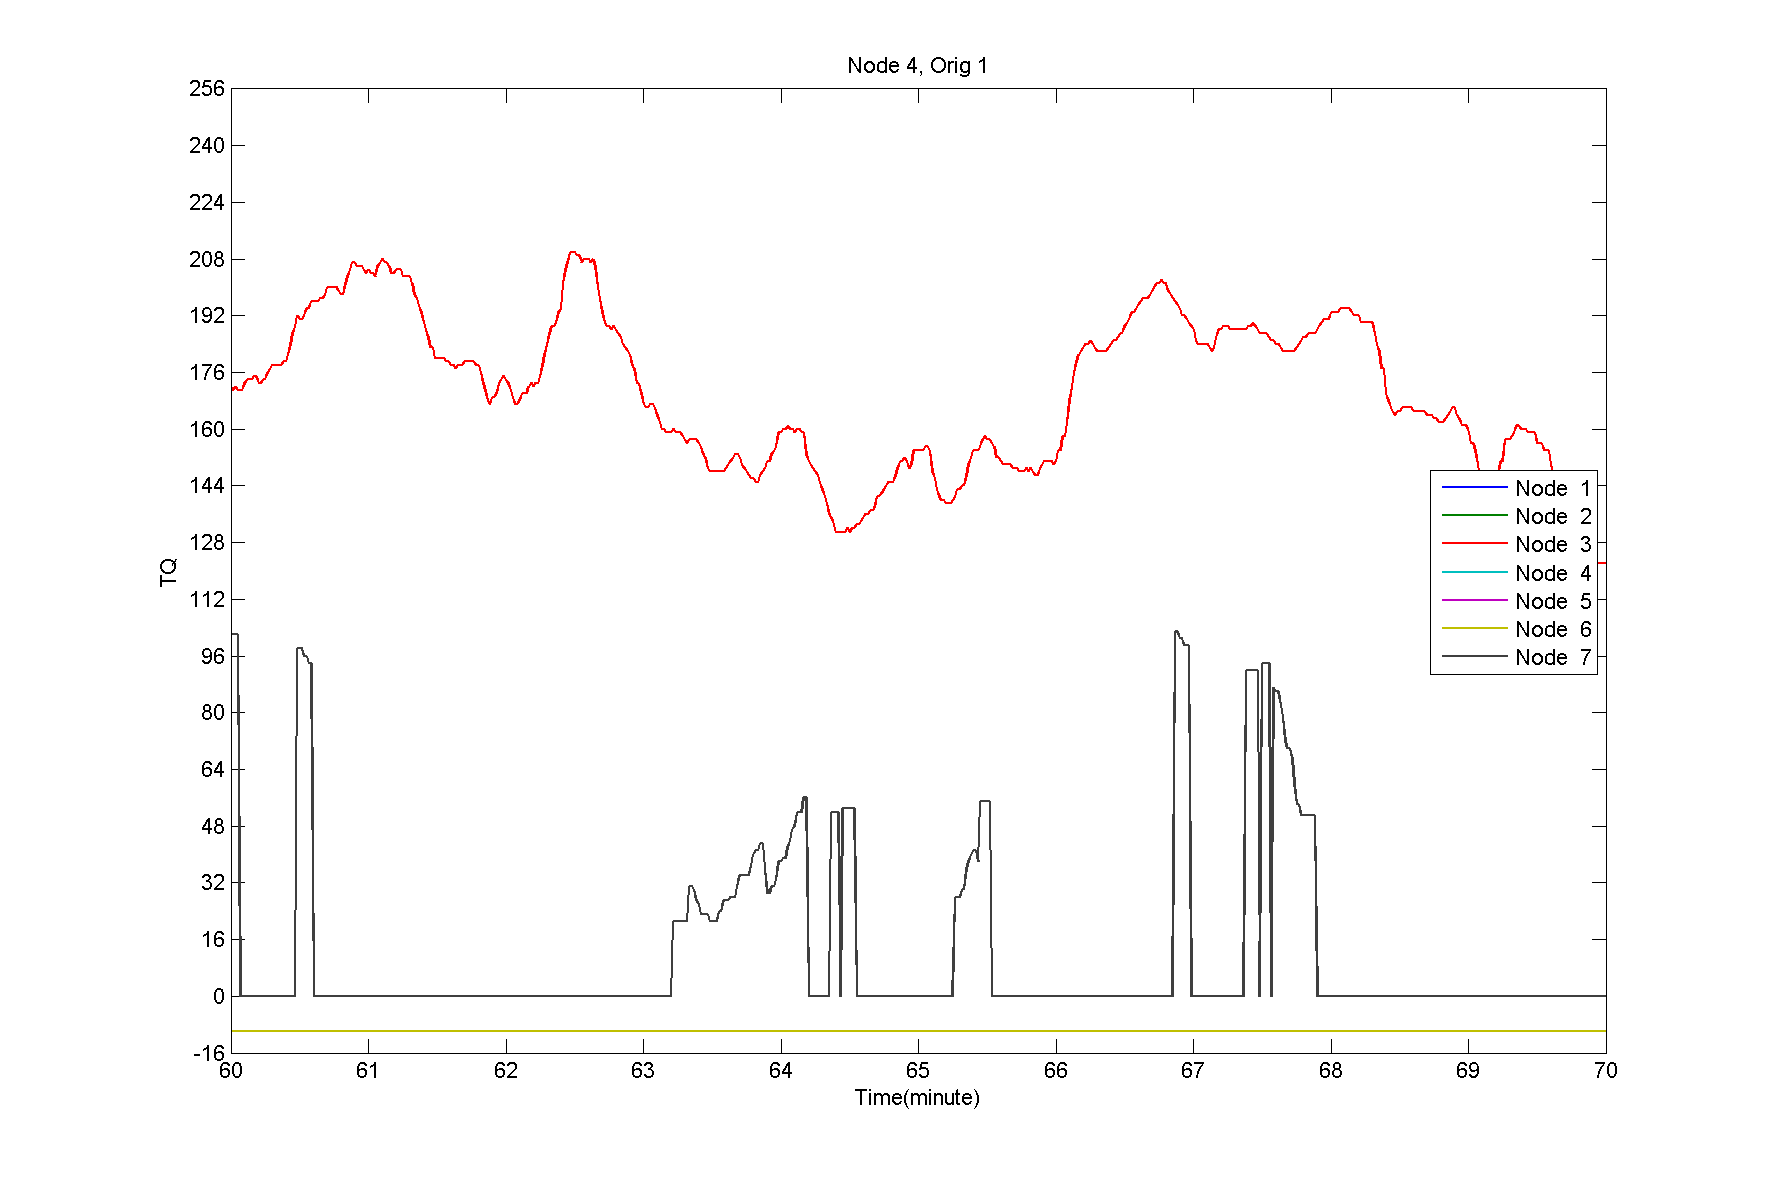 Node 4, Orig 1
256
240
224
208
192
176
160
144
128
112
96
80
64
48
32
16
0
-16
TQ
Node 1
Node 2
Node 3
Node 4
Node 5
Node 6
Node 7
60 61 62 63 64 65 66 67 68 69 70
Time(minute)